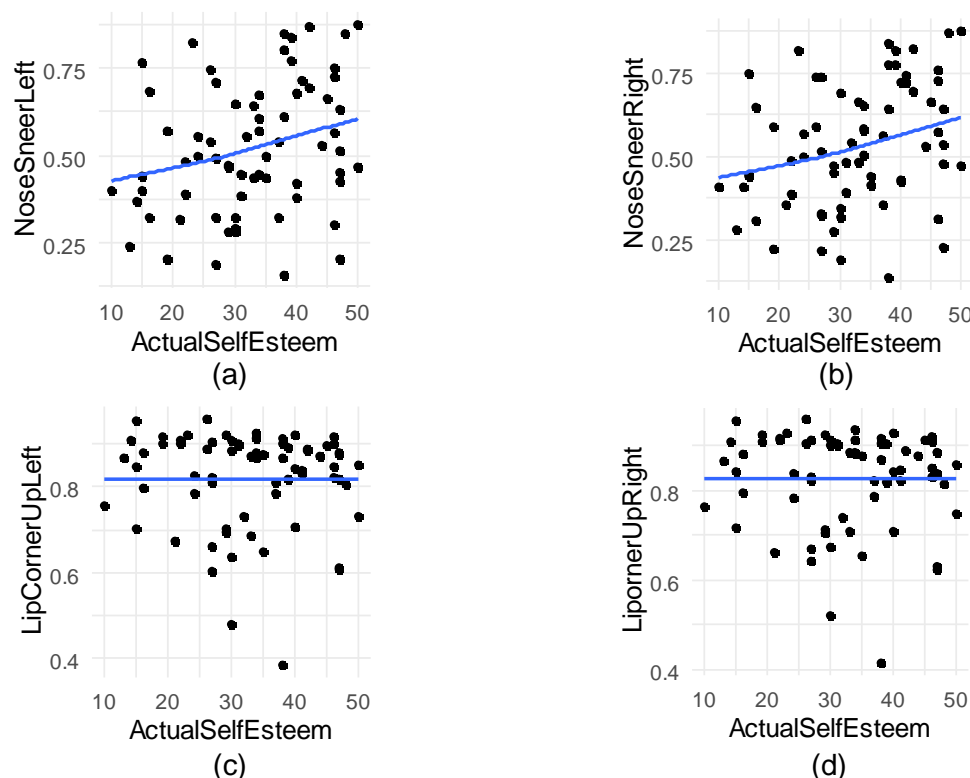 NoseSneerLeft
0.75
0.50
0.25
10 20 30 40 50
ActualSelfEsteem
(a)
NoseSneerRight
0.75
0.50
0.25
10 20 30 40 50
ActualSelfEsteem
(b)
LipCornerUpLeft
0.8
0.6
0.4
10 20 30 40 50
ActualSelfEsteem
(c)
LipornerUpRight
0.8
0.6
0.4
10 20 30 40 50
ActualSelfEsteem
(d)